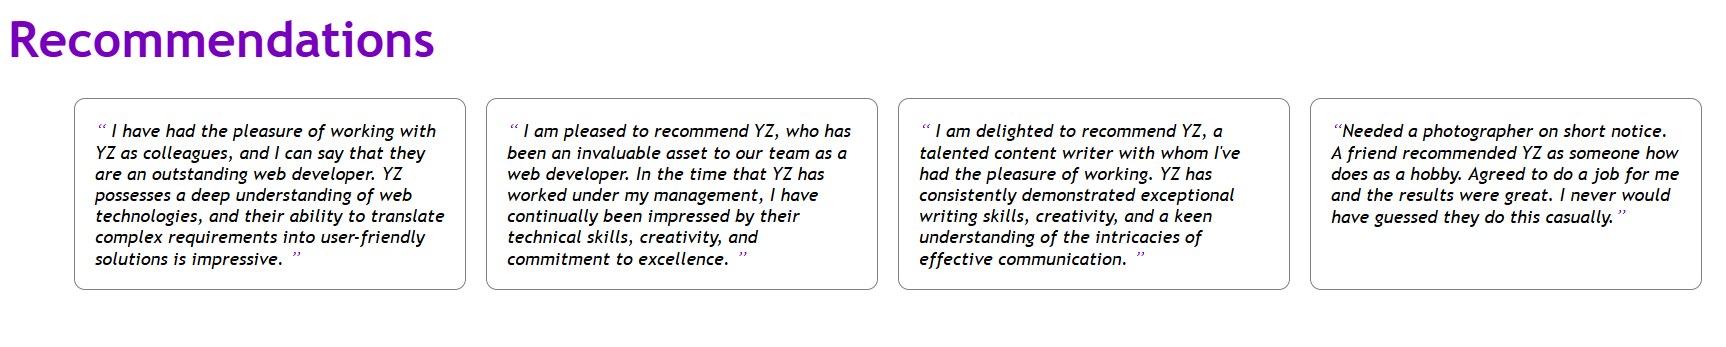 Recommendations
“ I have had the pleasure of working with
YZ as colleagues, and I can say that they
are an outstanding web developer. YZ
possesses a deep understanding of web
technologies, and their ability to translate
complex requirements into user-friendly
solutions is impressive. ”
“ I am pleased to recommend YZ, who has
been an invaluable asset to our team as a
web developer. In the time that YZ has
worked under my management, I have
continually been impressed by their
technical skills, creativity, and
commitment to excellence. ”
“ I am delighted to recommend YZ, a
talented content writer with whom I've
had the pleasure of working. YZ has
consistently demonstrated exceptional
writing skills, creativity, and a keen
understanding of the intricacies of
effective communication. ”
“Needed a photographer on short notice.
A friend recommended YZ as someone how
does as a hobby. Agreed to do a job for me
and the results were great. I never would
have guessed they do this casually.”